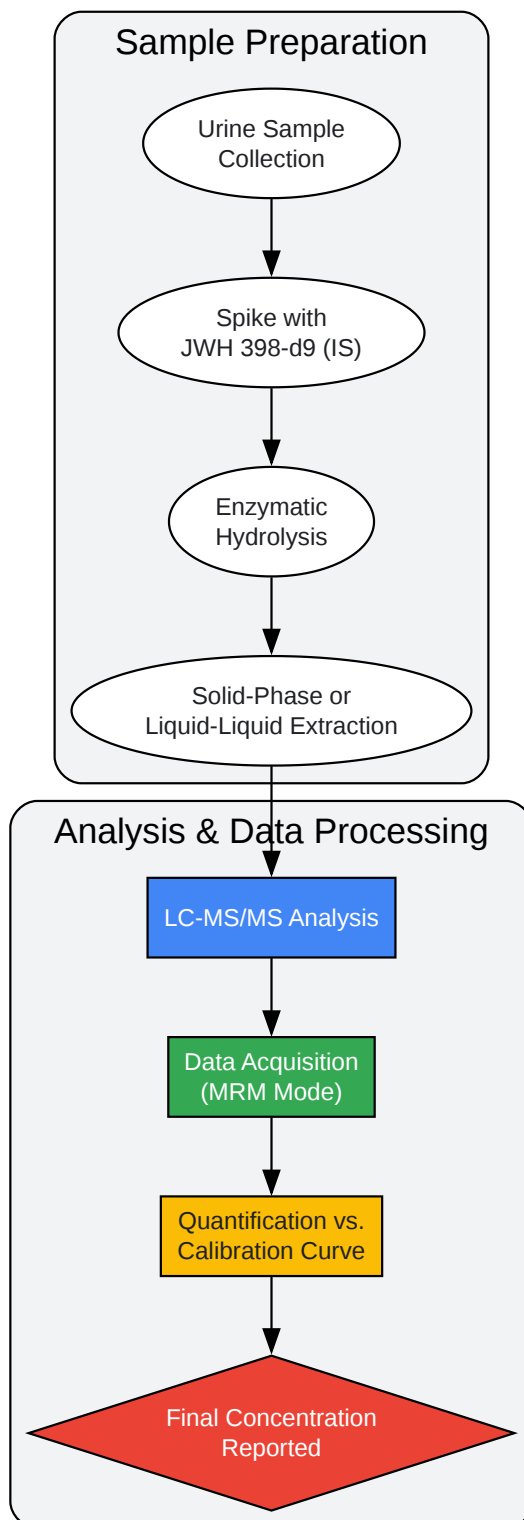 Sample Preparation
Urine Sample
Collection
Spike with
JWH 398-d9 (IS)
Enzymatic
Hydrolysis
Solid-Phase or
Liquid-Liquid Extraction
Analysis & Data Processing
LC-MS/MS Analysis
Data Acquisition
(MRM Mode)
Quantification vs.
Calibration Curve
Final Concentration
Reported